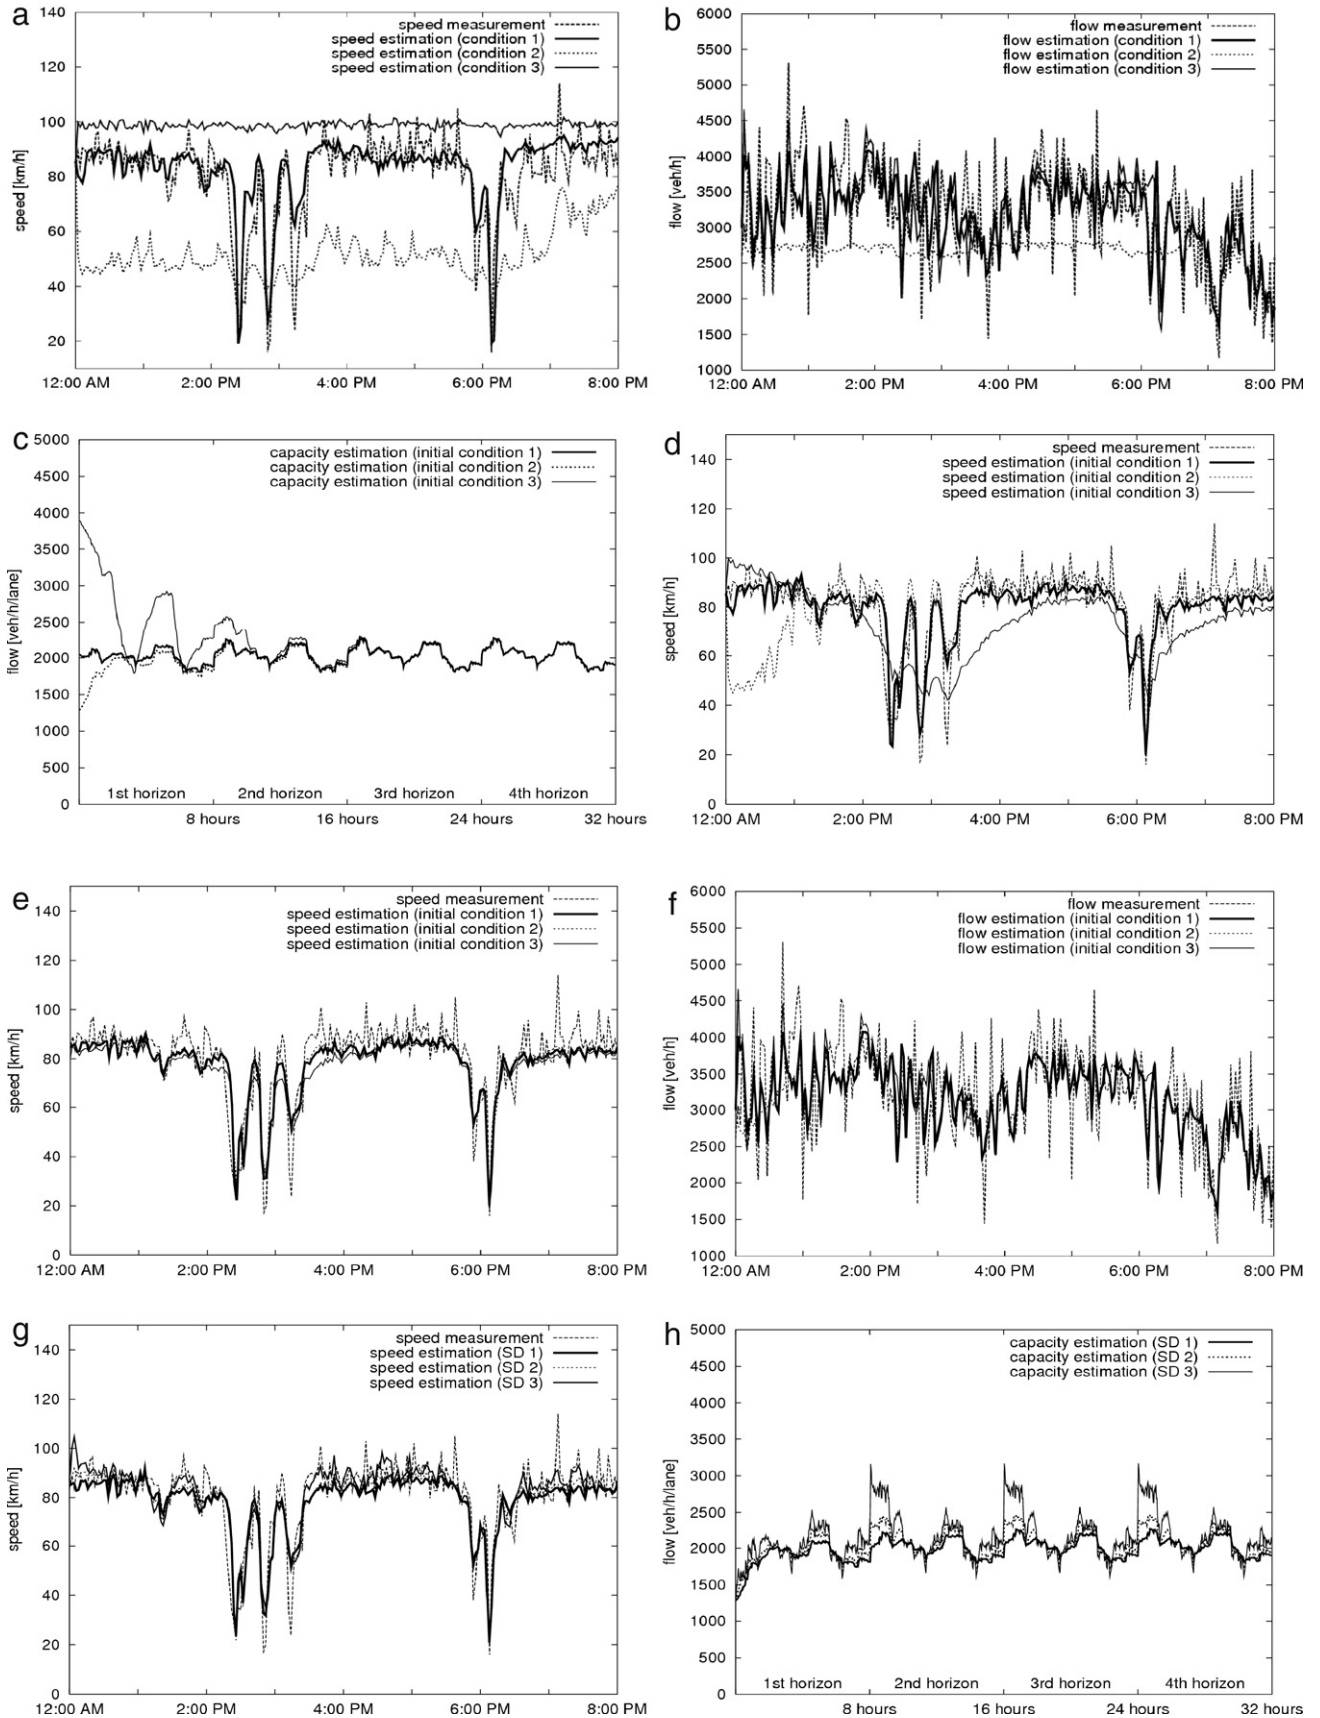 a
140
120
100
80
60
40
20
speed [km/h]
speed measurement
speed estimation (condition 1)
speed estimation (condition 2)
speed estimation (condition 3)
12:00 AM 2:00 PM 4:00 PM 6:00 PM 8:00 PM
b
6000
5500
5000
4500
4000
3500
3000
2500
2000
1500
1000
flow [veh/h]
flow measurement
flow estimation (condition 1)
flow estimation (condition 2)
flow estimation (condition 3)
12:00 AM 2:00 PM 4:00 PM 6:00 PM 8:00 PM
c
5000
4500
4000
3500
3000
2500
2000
1500
1000
500
0
flow [veh/h/lane]
capacity estimation (initial condition 1)
capacity estimation (initial condition 2)
capacity estimation (initial condition 3)
1st horizon 2nd horizon 3rd horizon 4th horizon
8 hours 16 hours 24 hours 32 hours
d
140
120
100
80
60
40
20
0
speed [km/h]
speed measurement
speed estimation (initial condition 1)
speed estimation (initial condition 2)
speed estimation (initial condition 3)
12:00 AM 2:00 PM 4:00 PM 6:00 PM 8:00 PM
e
140
120
100
80
60
40
20
0
speed [km/h]
speed measurement
speed estimation (initial condition 1)
speed estimation (initial condition 2)
speed estimation (initial condition 3)
12:00 AM 2:00 PM 4:00 PM 6:00 PM 8:00 PM
f
6000
5500
5000
4500
4000
3500
3000
2500
2000
1500
1000
flow [veh/h]
flow measurement
flow estimation (initial condition 1)
flow estimation (initial condition 2)
flow estimation (initial condition 3)
12:00 AM 2:00 PM 4:00 PM 6:00 PM 8:00 PM
g
140
120
100
80
60
40
20
0
speed [km/h]
speed measurement
speed estimation (SD 1)
speed estimation (SD 2)
speed estimation (SD 3)
12:00 AM 2:00 PM 4:00 PM 6:00 PM 8:00 PM
h
5000
4500
4000
3500
3000
2500
2000
1500
1000
500
0
flow [veh/h/lane]
capacity estimation (SD 1)
capacity estimation (SD 2)
capacity estimation (SD 3)
1st horizon 2nd horizon 3rd horizon 4th horizon
8 hours 16 hours 24 hours 32 hours